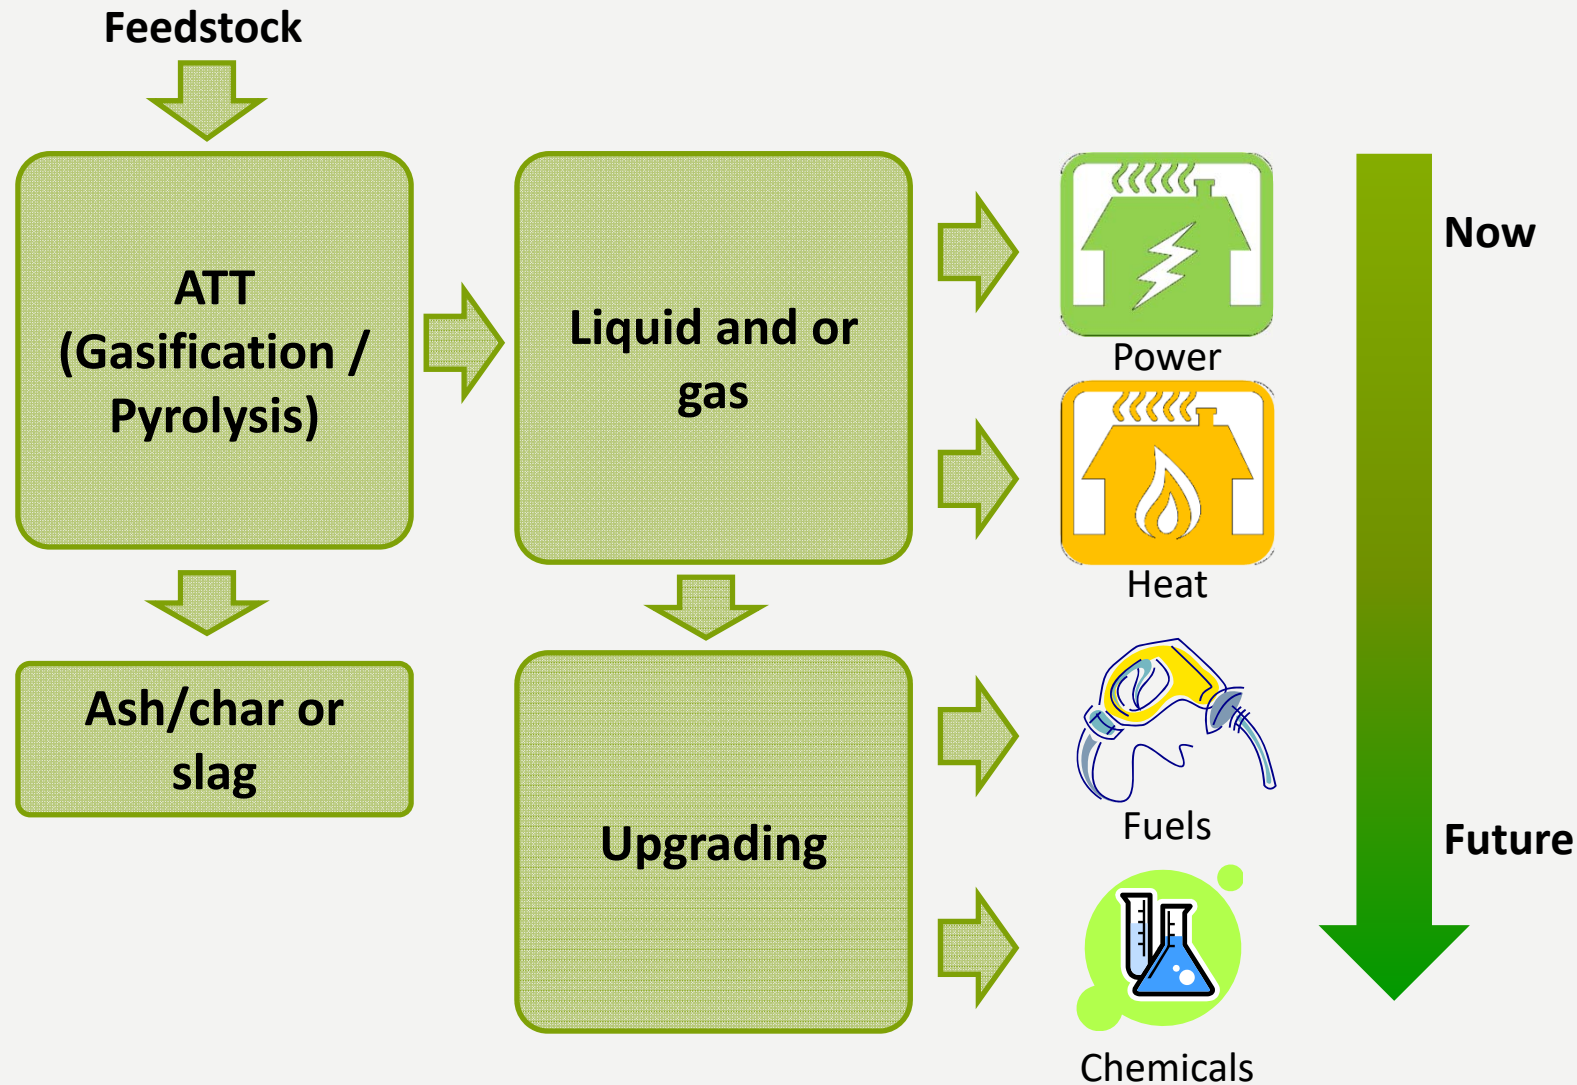 Feedstock
ATT
(Gasification /
Pyrolysis)
Ash/char or
slag
Liquid and or
gas
Upgrading
Power
Heat
Fuels
Chemicals
Now
Future